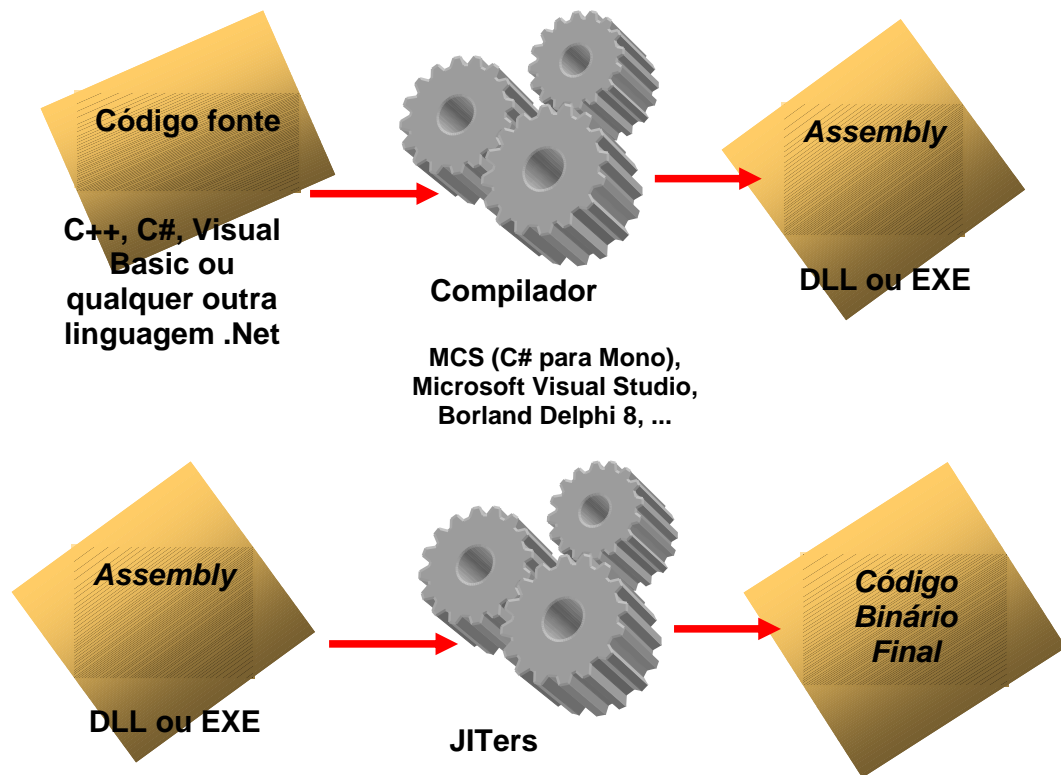 Código fonte
C++, C#, Visual
Basic ou
qualquer outra
linguagem .Net
Compilador
MCS (C# para Mono),
Microsoft Visual Studio,
Borland Delphi 8, ...
Assembly
DLL ou EXE
Assembly
DLL ou EXE
JITers
Código
Binário
Final